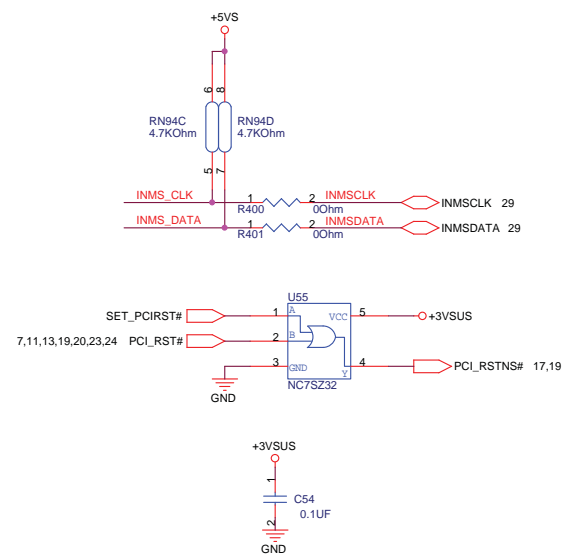 +5VS
6 8
RN94C RN94D
4.7KOhm 4.7KOhm
5 7
INMS_CLK 1 2 INMSCLK INMSCLK 29
R400 0Ohm
INMS_DATA 1 2 INMSDATA INMSDATA 29
R401 0Ohm
U55
SET_PCIRST# 1 A VCC 5 +3VSUS
7,11,13,19,20,23,24 PCI_RST# 2 B
3 GND Y 4 PCI_RSTNS# 17,19
GND NC7SZ32
+3VSUS
1
C54
0.1UF
2
GND